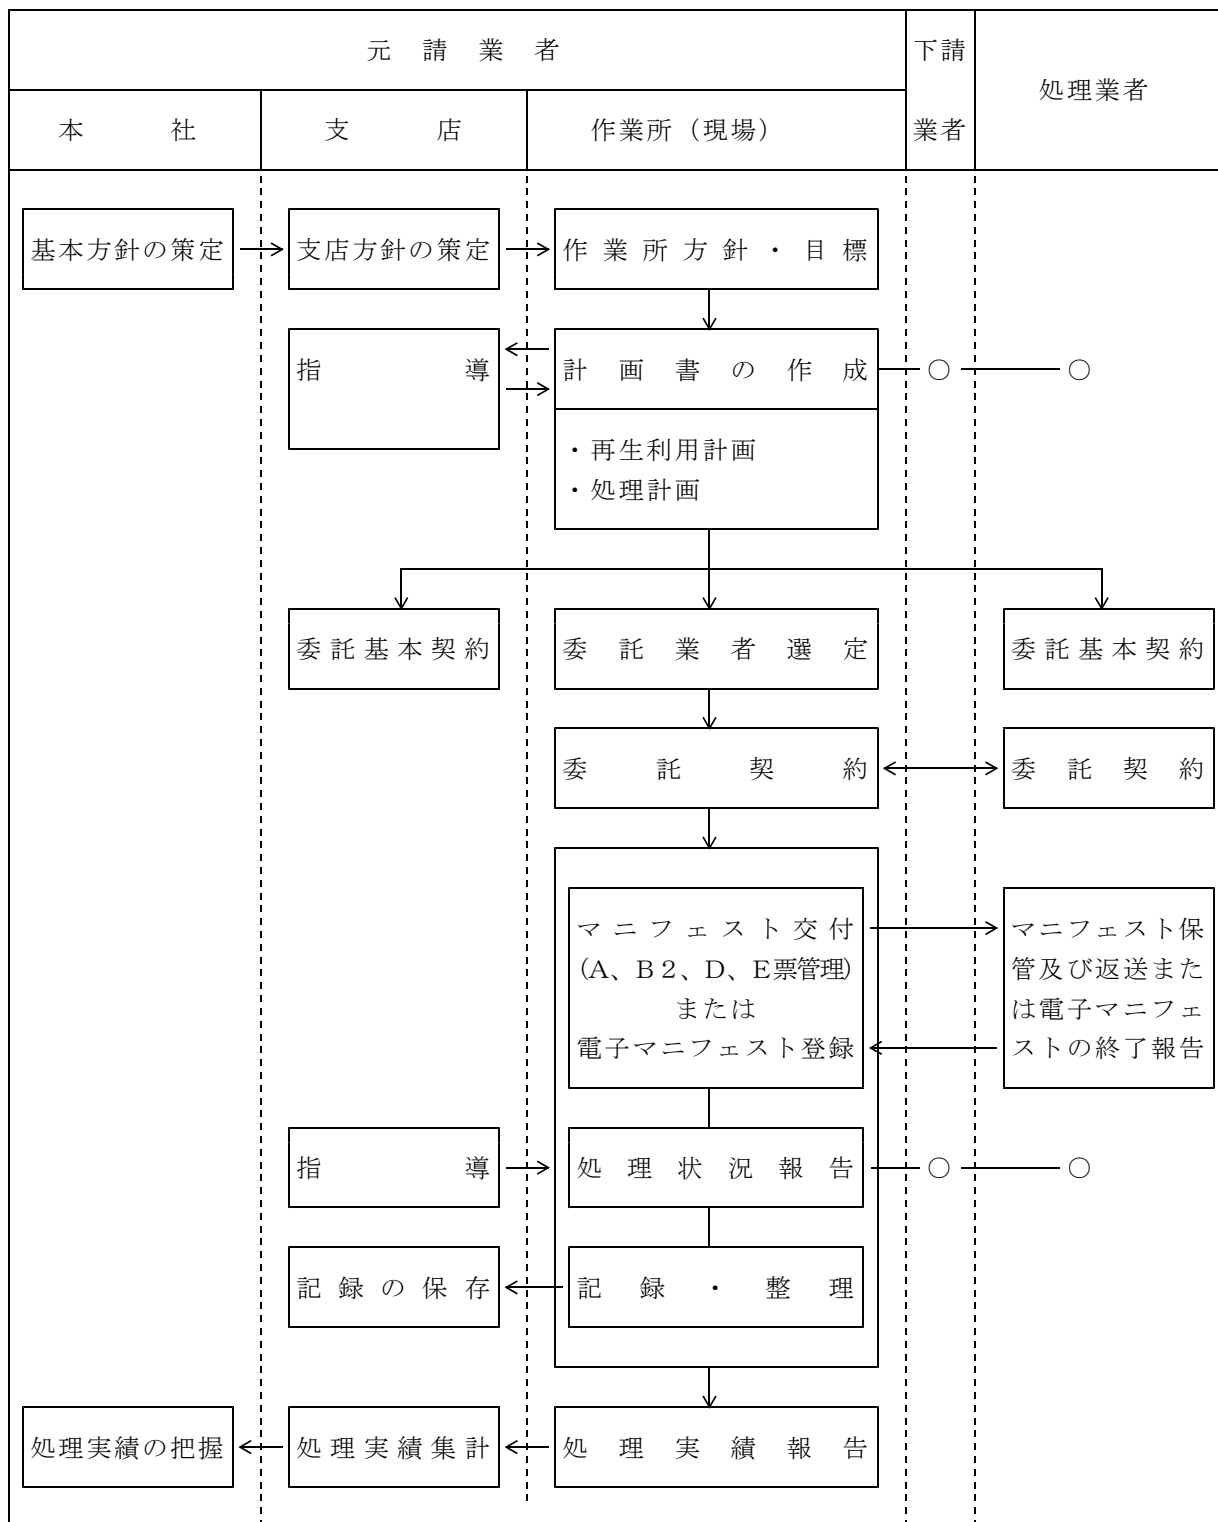 元請業者
下請
業者
処理業者
本社
支店
作業所（現場）
基本方針の策定
支店方針の策定
作業所方針・目標
指導
計画書の作成
○
○
・再生利用計画
・処理計画
委託基本契約
委託業者選定
委託基本契約
委託契約
委託契約
マニフェスト交付
（A、B２、D、E票管理）
または
電子マニフェスト登録
マニフェスト保
管及び返送また
は電子マニフェ
ストの終了報告
指導
処理状況報告
○
○
記録の保存
記録・整理
処理実績の把握
処理実績集計
処理実績報告